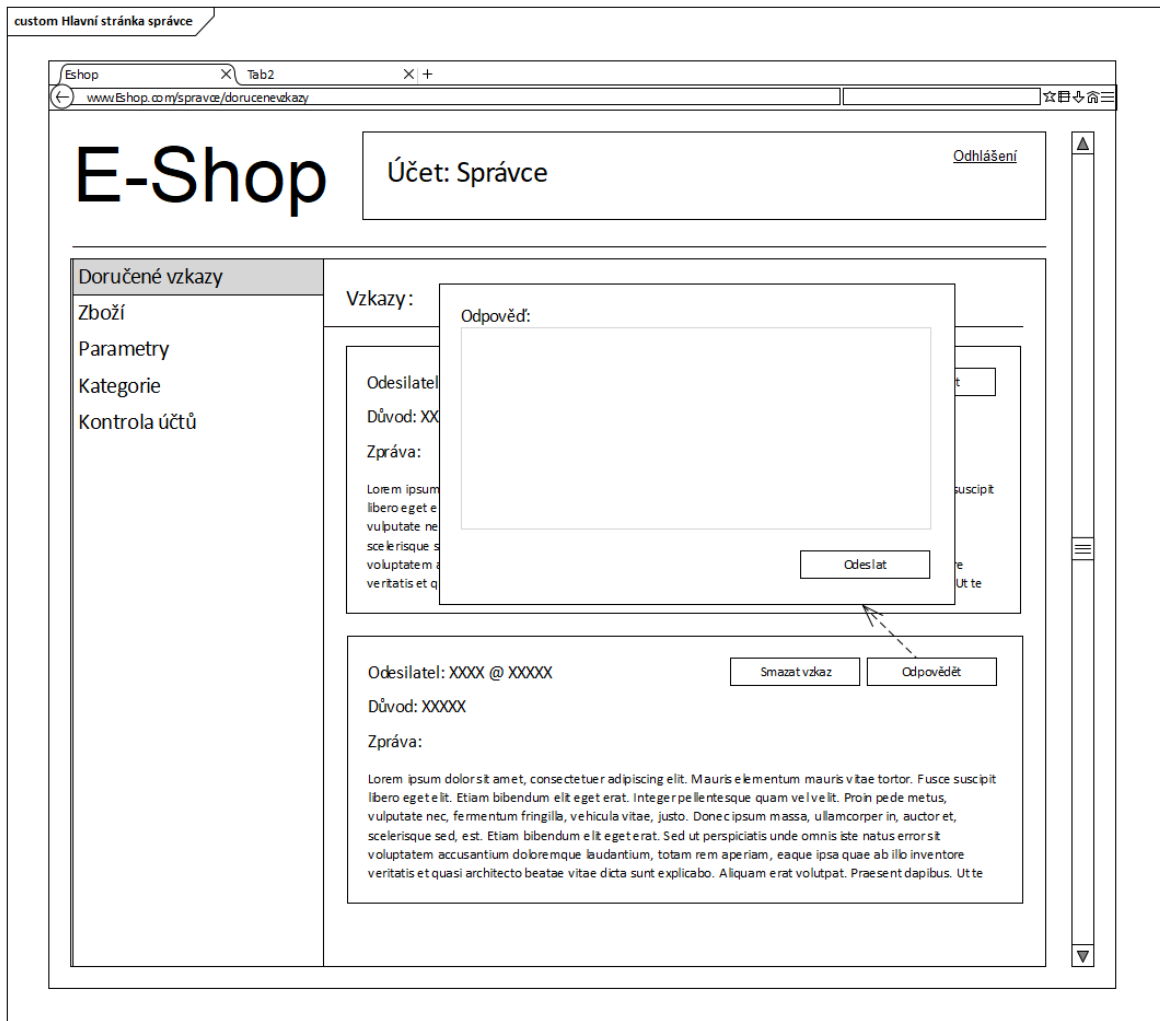 custom Hlavní stránka správce
Eshop
Tab2
www.Eshop.com/spravce/dorucenevzkazy
E-Shop
Účet: Správce
Odhlášení
Doručené vzkazy
Zboží
Parametry
Kategorie
Kontrola účtů
Vzkazy:
Odpověď:
Odesilatel
t
Důvod: XX
Zpráva:
Lorem ipsum suscipit
libero eget e
vulputate ne
scelerisque s
voluptatem a re
veritatis et q Ut te
Odeslat
Odesilatel: XXXX @ XXXXX
Smazat vzkaz
Odpovědět
Důvod: XXXXX
Zpráva:
Lorem ipsum dolor sit amet, consectetuer adipiscing elit. Mauris elementum mauris vitae tortor. Fusce suscipit
libero eget elit. Etiam bibendum elit eget erat. Integer pellentesque quam vel velit. Proin pede metus,
vulputate nec, fermentum fringilla, vehicula vitae, justo. Donec ipsum massa, ullamcorper in, auctor et,
scelerisque sed, est. Etiam bibendum elit eget erat. Sed ut perspiciatis unde omnis iste natus error sit
voluptatem accusantium doloremque laudantium, totam rem aperiam, eaque ipsa quae ab illo inventore
veritatis et quasi architecto beatae vitae dicta sunt explicabo. Aliquam erat volutpat. Praesent dapibus. Ut te